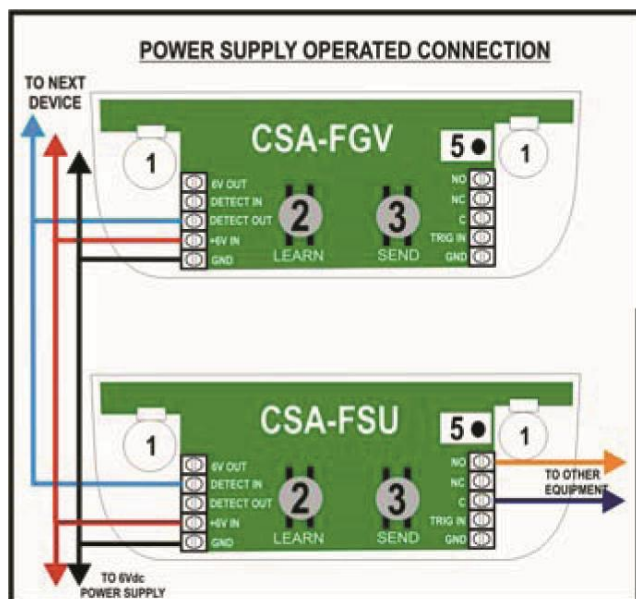 POWER SUPPLY OPERATED CONNECTION
TO NEXT
DEVICE
CSA-FGV
1
5
1
6V OUT
DETECT IN
DETECT OUT
+6V IN
GND
2
LEARN
3
SEND
NO
NC
C
TRIG IN
GND
CSA-FSU
1
5
1
6V OUT
DETECT IN
DETECT OUT
+6V IN
GND
2
LEARN
3
SEND
NO
NC
C
TRIG IN
GND
TO OTHER
EQUIPMENT
TO 6Vdc
POWER SUPPLY